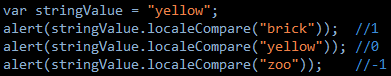 var stringValue = "yellow";
alert(stringValue.localeCompare("brick"));  //1
alert(stringValue.localeCompare("yellow")); //0
alert(stringValue.localeCompare("zoo"));    //-1